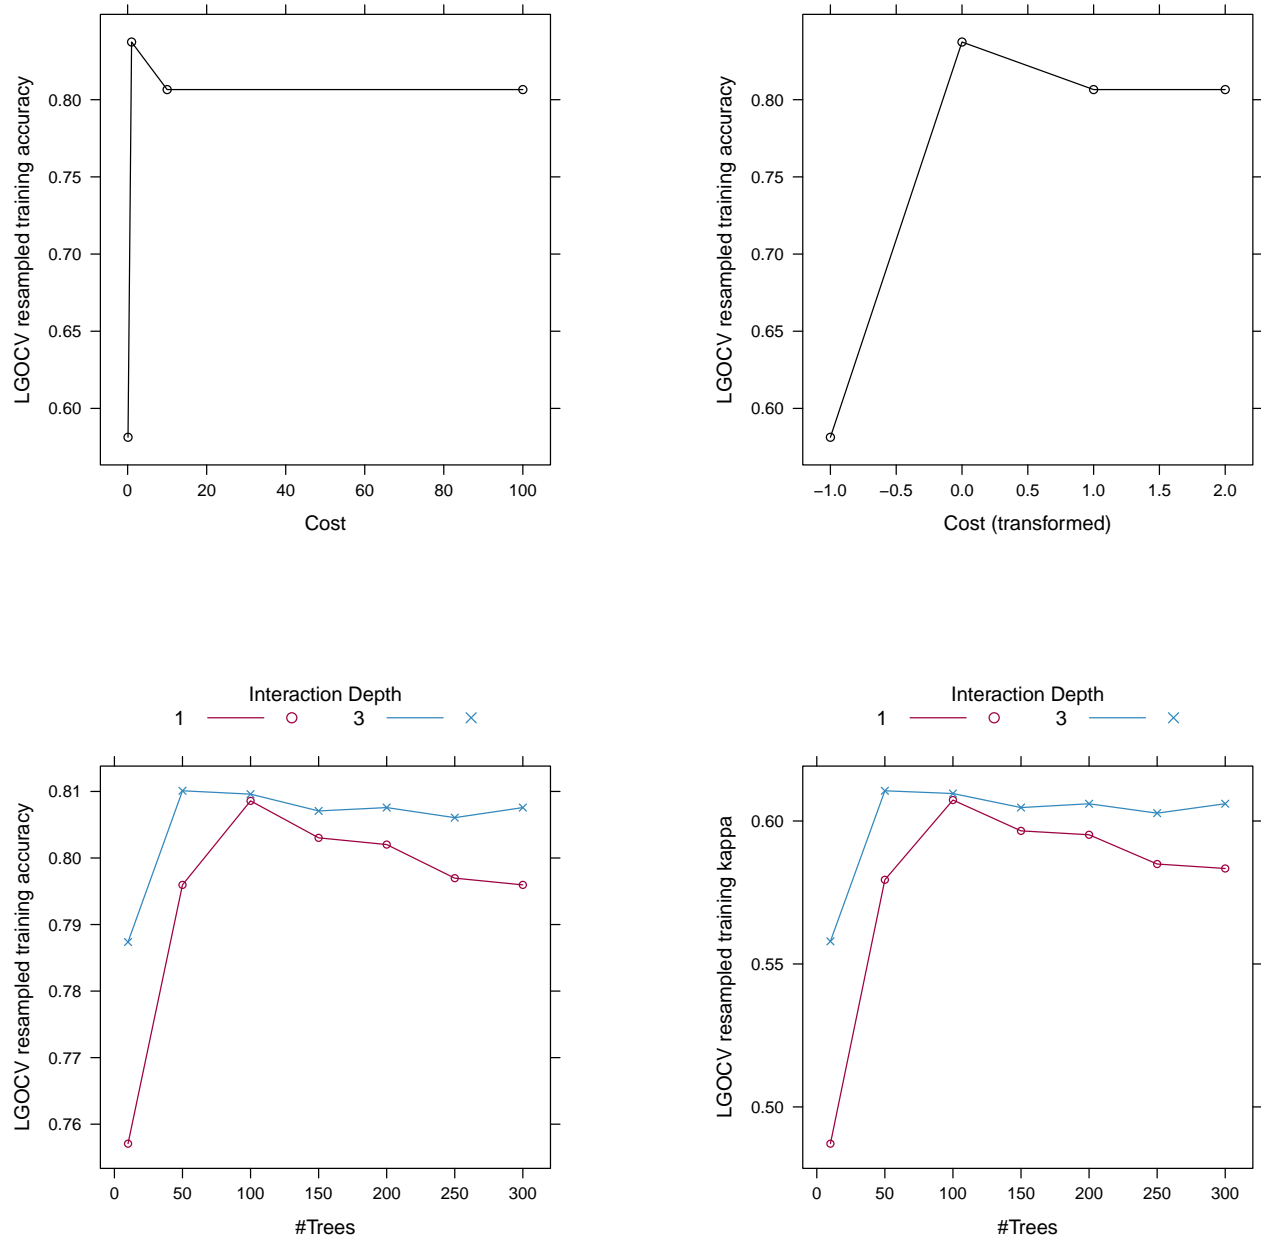 LGOCV resampled training accuracy
0.80
0.75
0.70
0.65
0.60
0 20 40 60 80 100
Cost
LGOCV resampled training accuracy
0.80
0.75
0.70
0.65
0.60
−1.0 −0.5 0.0 0.5 1.0 1.5 2.0
Cost (transformed)
Interaction Depth
1 3
LGOCV resampled training accuracy
0.81
0.80
0.79
0.78
0.77
0.76
0 50 100 150 200 250 300
#Trees
Interaction Depth
1 3
LGOCV resampled training kappa
0.60
0.55
0.50
0 50 100 150 200 250 300
#Trees